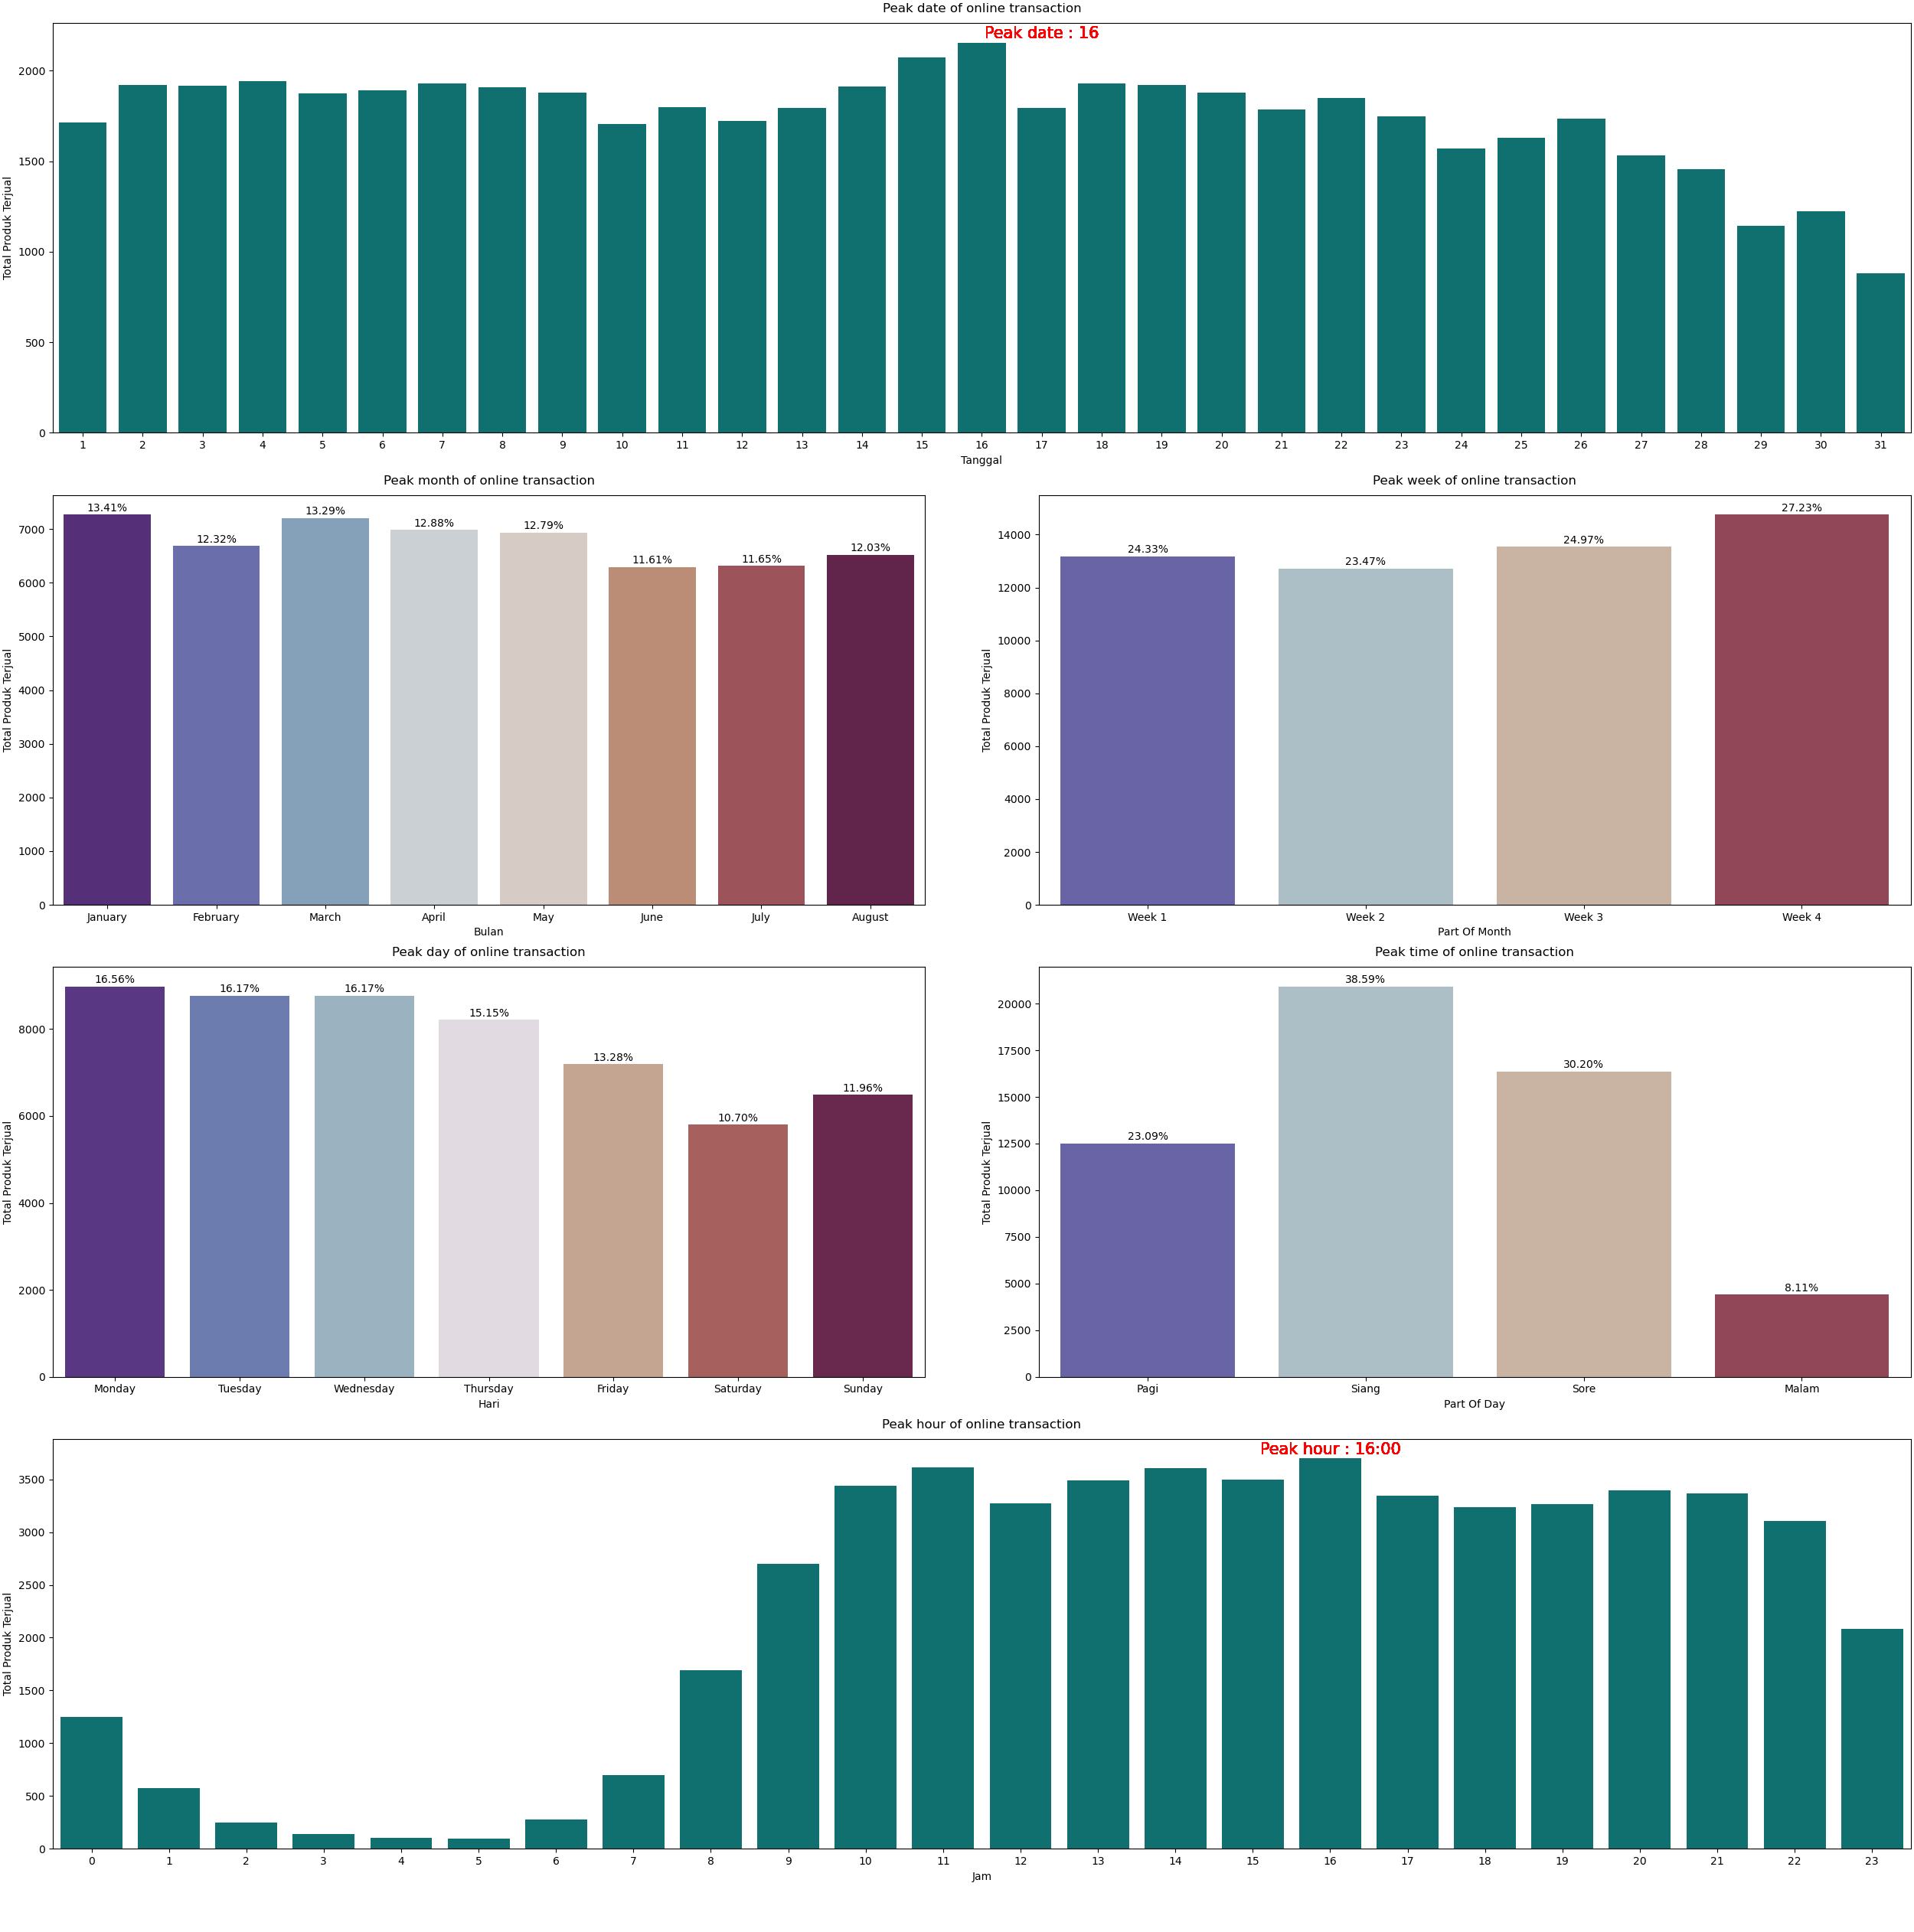 Peak date of online transaction
Peak date : 16
2000
1500
1000
500
0
Total Produk Terjual
1 2 3 4 5 6 7 8 9 10 11 12 13 14 15 16 17 18 19 20 21 22 23 24 25 26 27 28 29 30 31
Tanggal
Peak month of online transaction
13.41% 12.32% 13.29% 12.88% 12.79% 11.61% 11.65% 12.03%
7000
6000
5000
4000
3000
2000
1000
0
Total Produk Terjual
January February March April May June July August
Bulan
Peak week of online transaction
24.33% 23.47% 24.97% 27.23%
14000
12000
10000
8000
6000
4000
2000
0
Total Produk Terjual
Week 1 Week 2 Week 3 Week 4
Part Of Month
Peak day of online transaction
16.56% 16.17% 16.17% 15.15% 13.28% 10.70% 11.96%
8000
6000
4000
2000
0
Total Produk Terjual
Monday Tuesday Wednesday Thursday Friday Saturday Sunday
Hari
Peak time of online transaction
23.09% 38.59% 30.20% 8.11%
20000
17500
15000
12500
10000
7500
5000
2500
0
Total Produk Terjual
Pagi Siang Sore Malam
Part Of Day
Peak hour of online transaction
Peak hour : 16:00
3500
3000
2500
2000
1500
1000
500
0
Total Produk Terjual
0 1 2 3 4 5 6 7 8 9 10 11 12 13 14 15 16 17 18 19 20 21 22 23
Jam